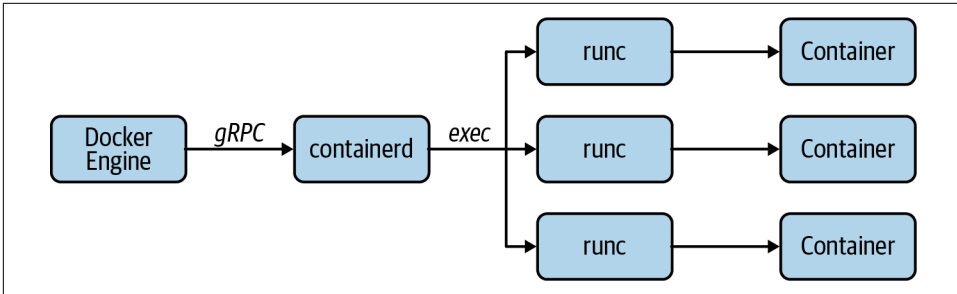 Docker
Engine
gRPC
containerd
exec
runc
Container
runc
Container
runc
Container